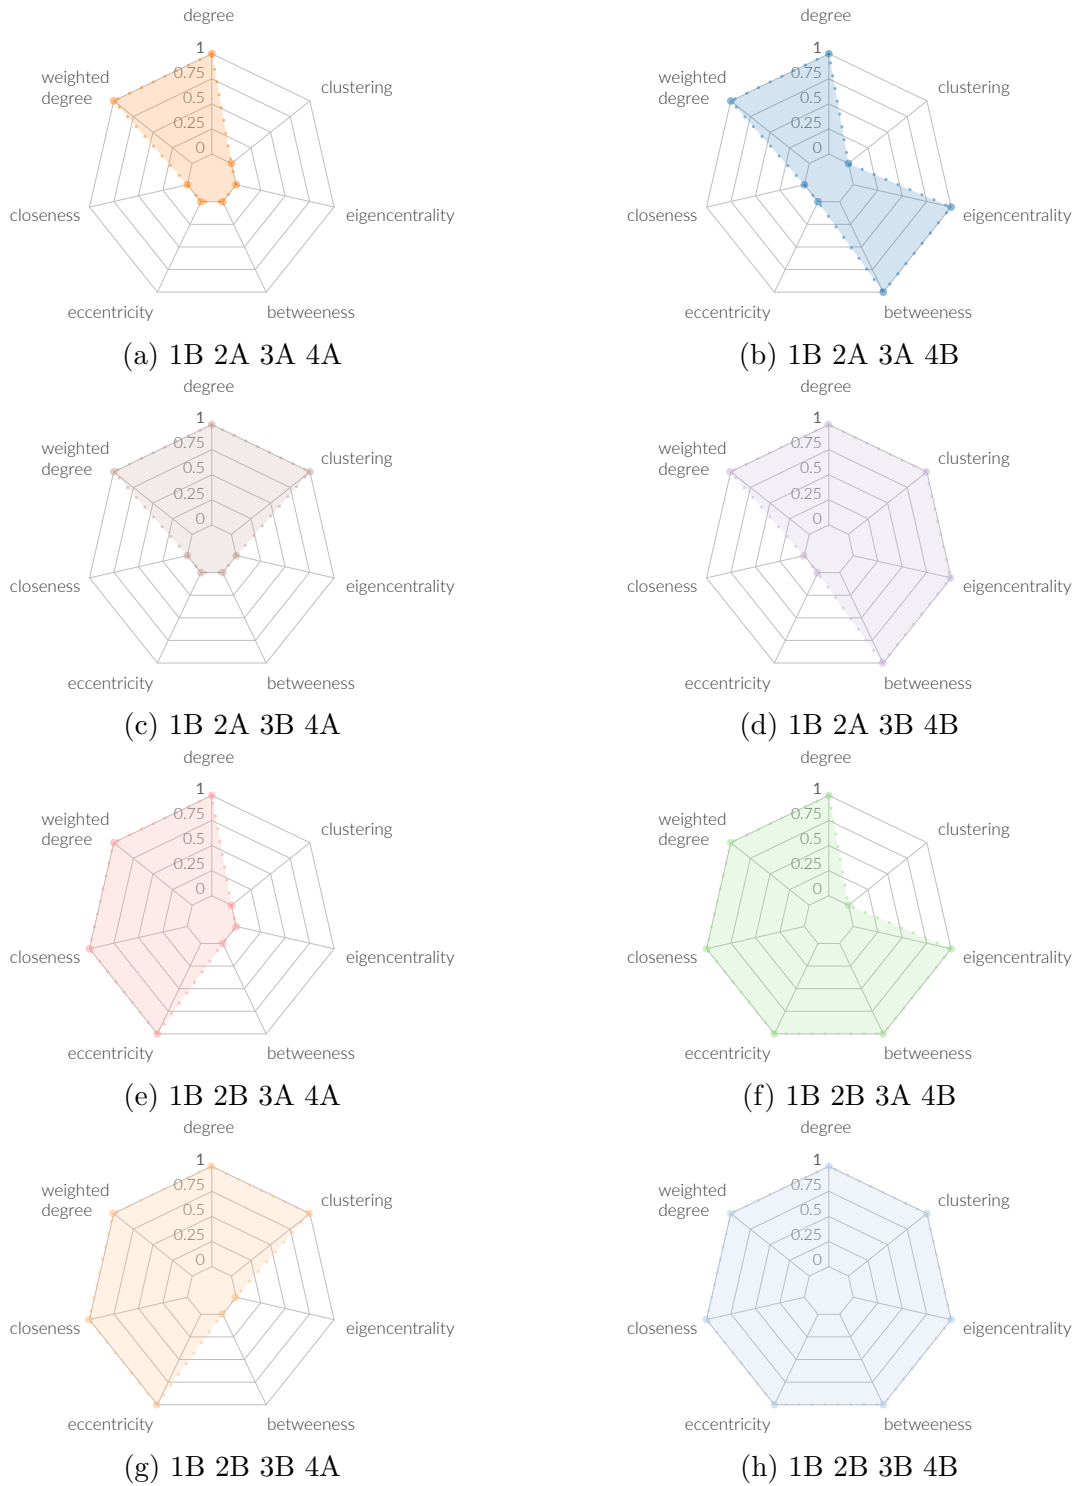 degree
1
0.75
0.5
0.25
0
weighted
degree
clustering
closeness
eigencentrality
eccentricity
betweeness
(a) 1B 2A 3A 4A
degree
1
0.75
0.5
0.25
0
weighted
degree
clustering
closeness
eigencentrality
eccentricity
betweeness
(b) 1B 2A 3A 4B
degree
1
0.75
0.5
0.25
0
weighted
degree
clustering
closeness
eigencentrality
eccentricity
betweeness
(c) 1B 2A 3B 4A
degree
1
0.75
0.5
0.25
0
weighted
degree
clustering
closeness
eigencentrality
eccentricity
betweeness
(d) 1B 2A 3B 4B
degree
1
0.75
0.5
0.25
0
weighted
degree
clustering
closeness
eigencentrality
eccentricity
betweeness
(e) 1B 2B 3A 4A
degree
1
0.75
0.5
0.25
0
weighted
degree
clustering
closeness
eigencentrality
eccentricity
betweeness
(f) 1B 2B 3A 4B
degree
1
0.75
0.5
0.25
0
weighted
degree
clustering
closeness
eigencentrality
eccentricity
betweeness
(g) 1B 2B 3B 4A
degree
1
0.75
0.5
0.25
0
weighted
degree
clustering
closeness
eigencentrality
eccentricity
betweeness
(h) 1B 2B 3B 4B